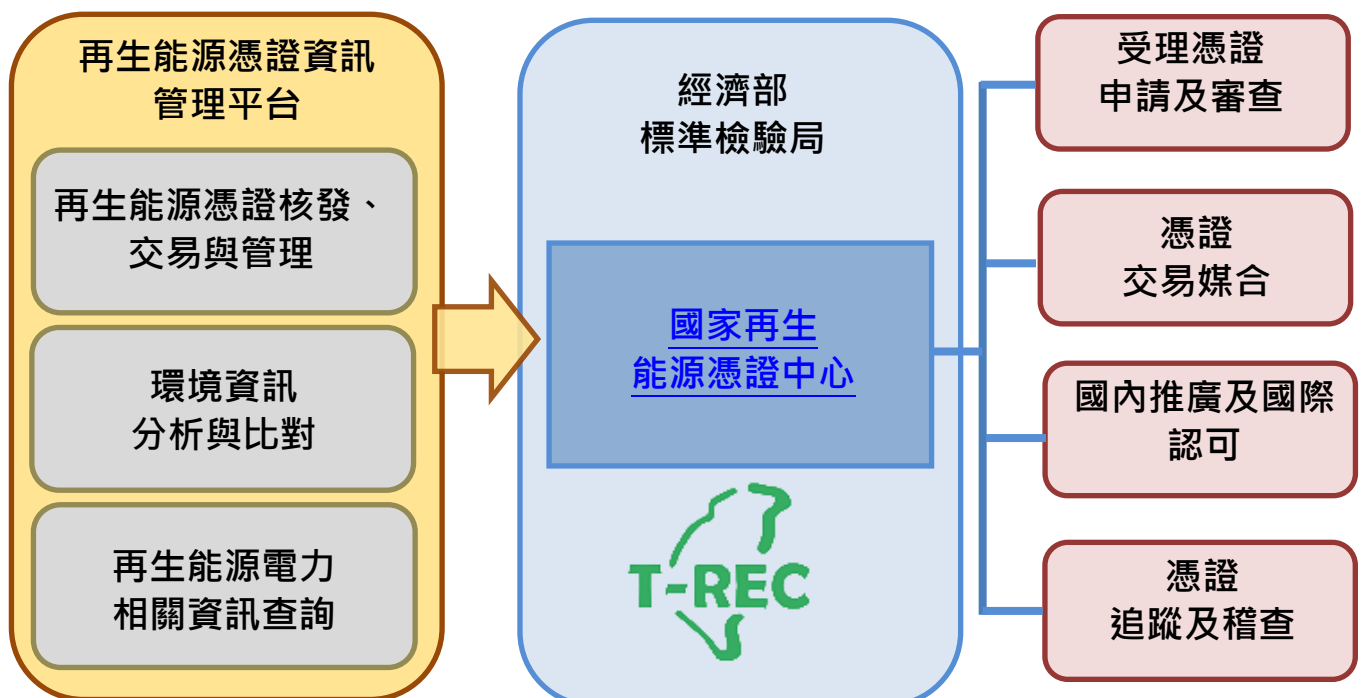 再生能源憑證資訊
管理平台
再生能源憑證核發、
交易與管理
環境資訊
分析與比對
再生能源電力
相關資訊查詢
經濟部
標準檢驗局
國家再生
能源憑證中心
T-REC
受理憑證
申請及審查
憑證
交易媒合
國內推廣及國際
認可
憑證
追蹤及稽查